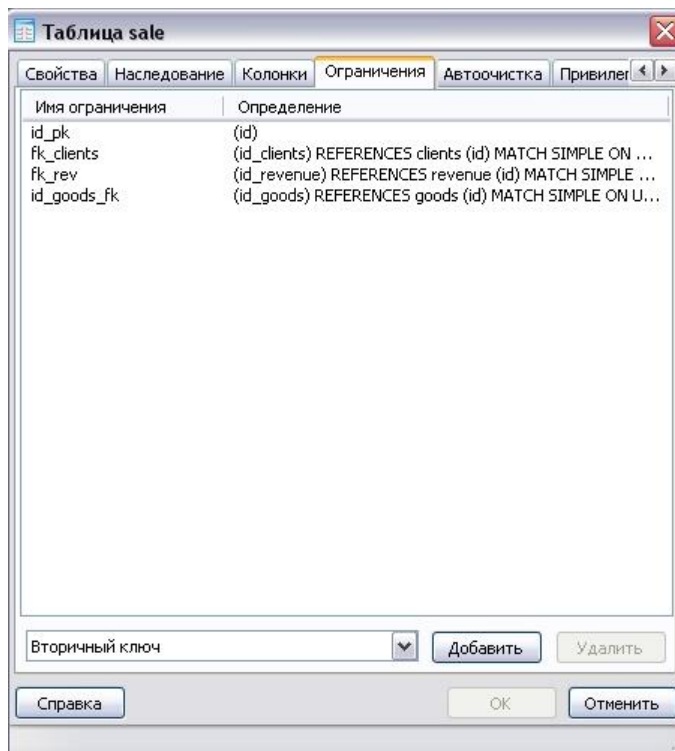 Таблица sale
Свойства Наследование Колонки Ограничения Автоочистка Привилег
Имя ограничения Определение
id_pk (id)
fk_clients (id_clients) REFERENCES clients (id) MATCH SIMPLE ON ...
fk_rev (id_revenue) REFERENCES revenue (id) MATCH SIMPLE ...
id_goods_fk (id_goods) REFERENCES goods (id) MATCH SIMPLE ON U...
Вторичный ключ Добавить Удалить
Справка OK Отменить